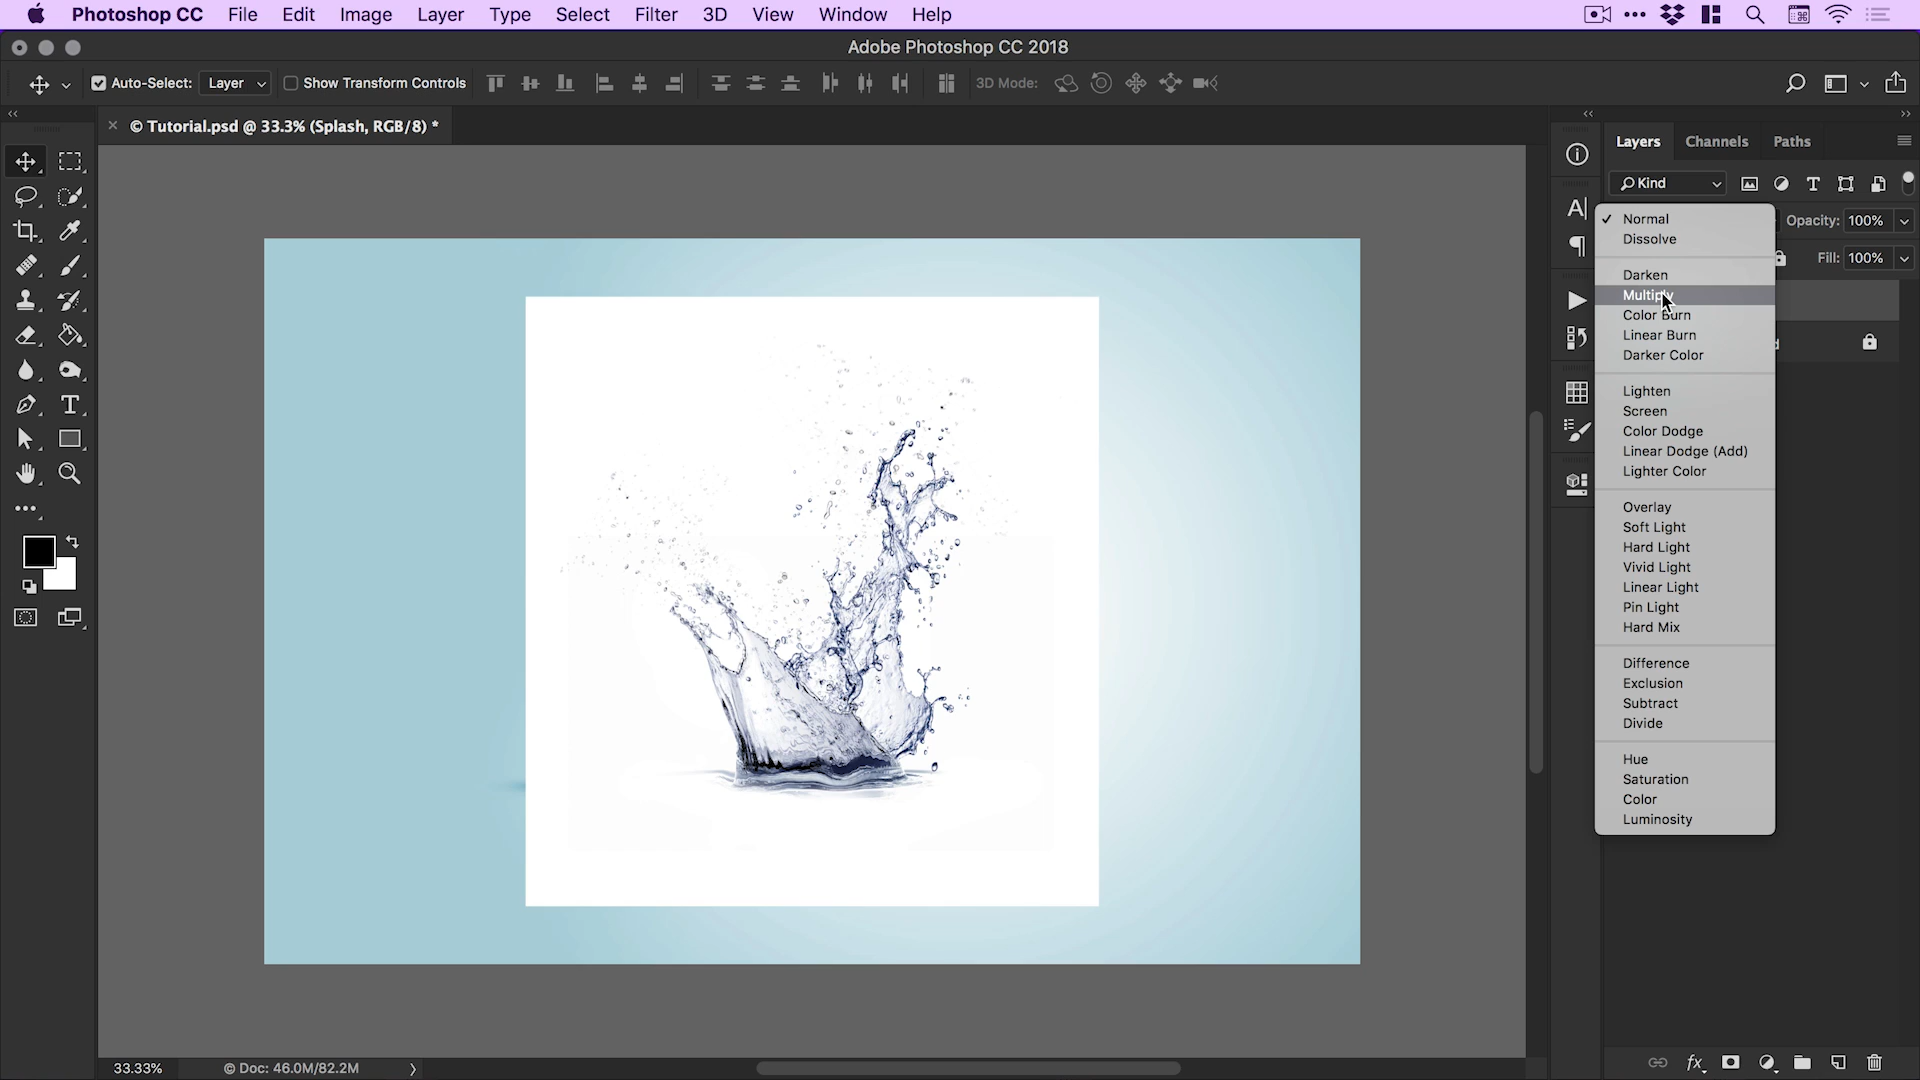 Photoshop CC File Edit Image Layer Type Select Filter 3D View Window Help
Adobe Photoshop CC 2018
Auto-Select: Layer Show Transform Controls 3D Mode:
© Tutorial.psd @ 33.3% (Splash, RGB/8) *
Layers Channels Paths
Kind
Normal
Opacity: 100%
Dissolve
Fill: 100%
Darken
Multiply
Color Burn
Linear Burn
Darker Color
Lighten
Screen
Color Dodge
Linear Dodge (Add)
Lighter Color
Overlay
Soft Light
Hard Light
Vivid Light
Linear Light
Pin Light
Hard Mix
Difference
Exclusion
Subtract
Divide
Hue
Saturation
Color
Luminosity
33.33% © Doc: 46.0M/82.2M